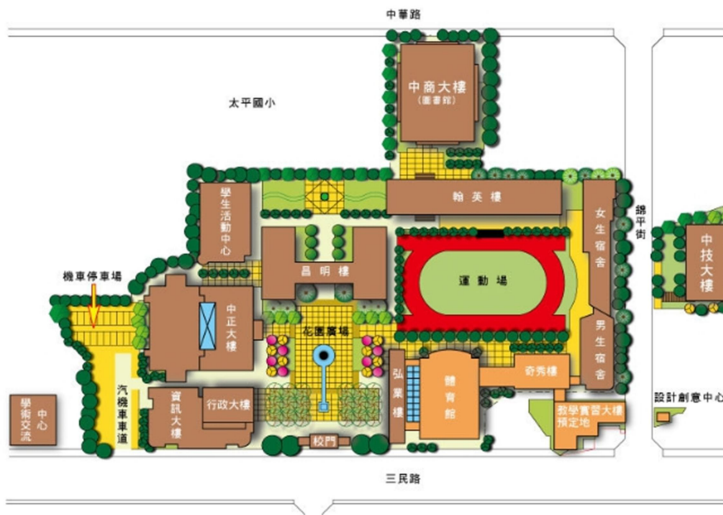 中華路
中商大樓
(圖書館)
太平國小
學生活動中心
翰英樓
女生宿舍
錦平街
中技大樓
昌明樓
運動場
機車停車場
中正大樓
花園廣場
男生宿舍
弘業樓
體育館
奇秀樓
學術交流
中心
汽機車車道
資訊大樓
行政大樓
校門
教學實習大樓
預定地
設計創意中心
三民路